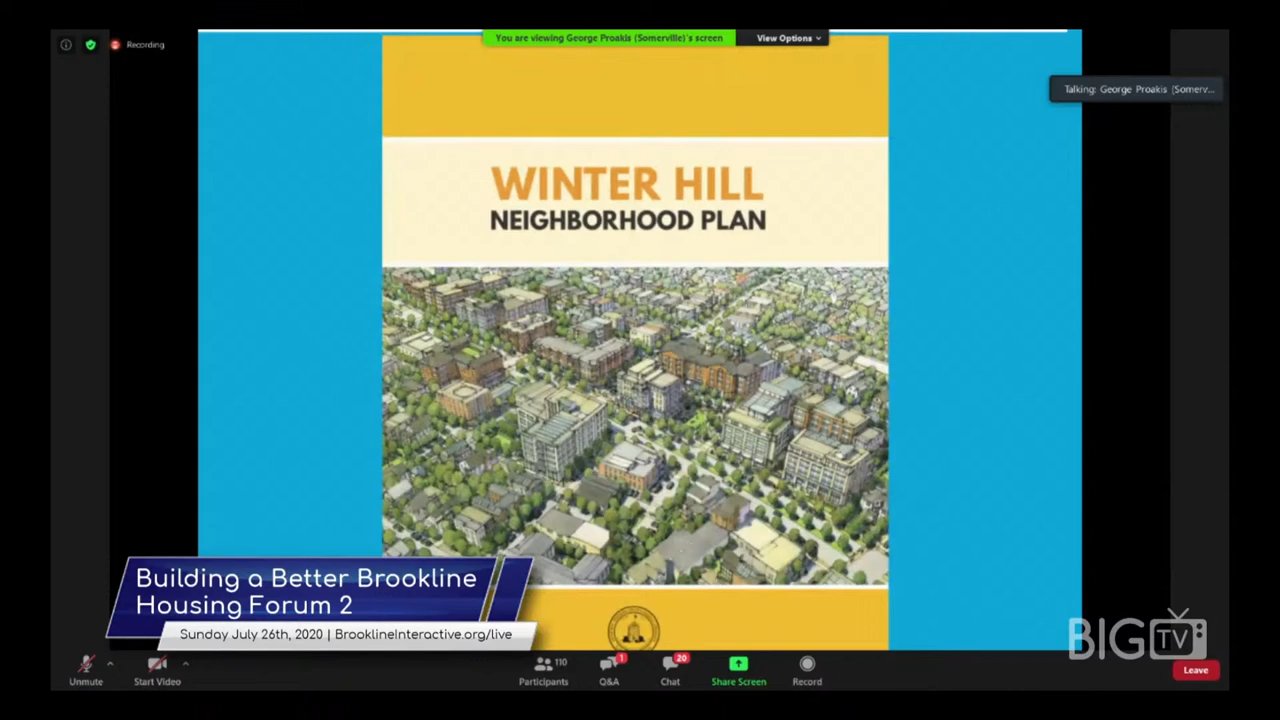 Recording
You are viewing George Proakis (Somerville)'s screen
View Options
Talking: George Proakis (Somerv...
WINTER HILL
NEIGHBORHOOD PLAN
Building a Better Brookline
Housing Forum 2
Sunday July 26th, 2020 | BrooklineInteractive.org/live
BIG TV
Unmute
Start Video
110
Participants
1
Q&A
20
Chat
Share Screen
Record
Leave